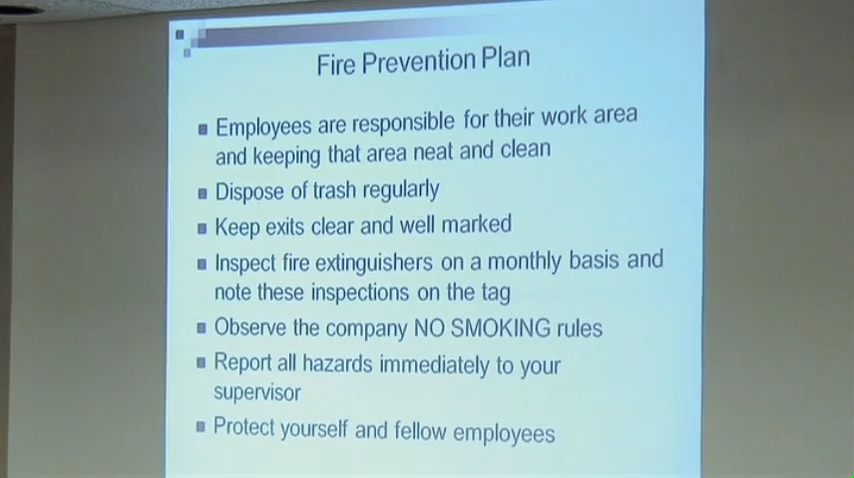 Fire Prevention Plan
Employees are responsible for their work area
and keeping that area neat and clean
Dispose of trash regularly
Keep exits clear and well marked
Inspect fire extinguishers on a monthly basis and
note these inspections on the tag
Observe the company NO SMOKING rules
Report all hazards immediately to your
supervisor
Protect yourself and fellow employees